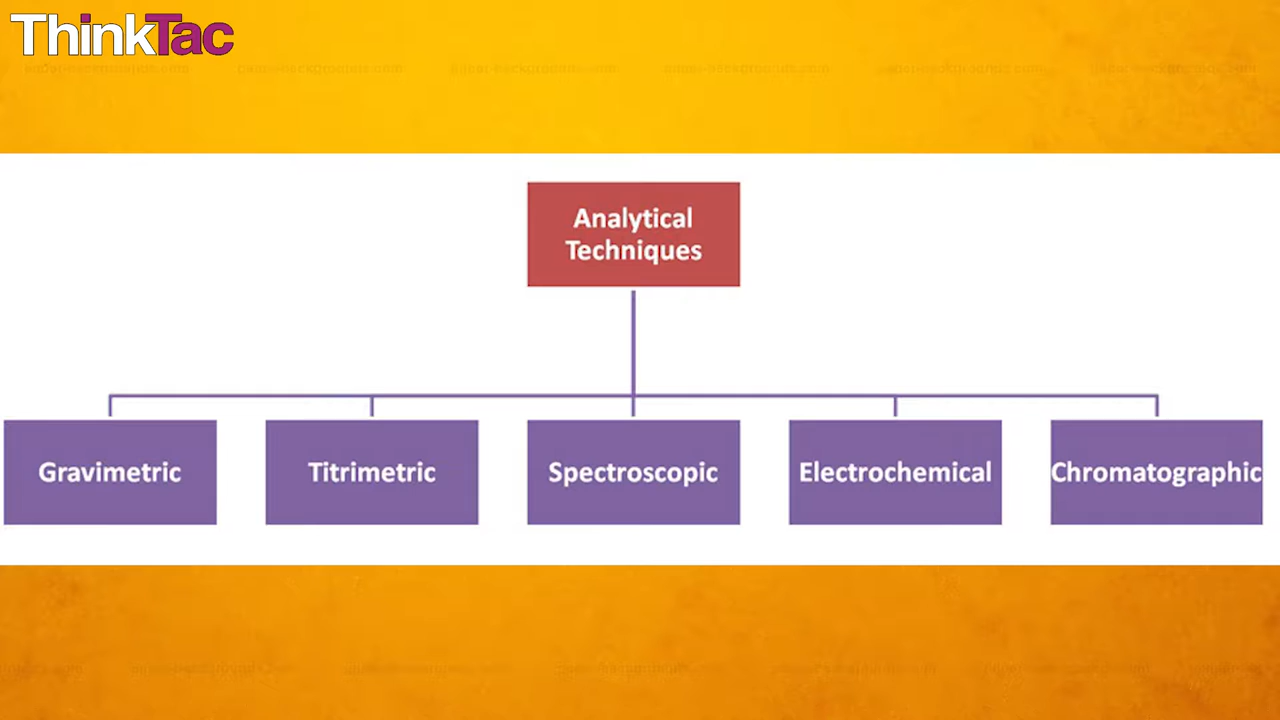 ThinkTac
Analytical
Techniques
Gravimetric
Titrimetric
Spectroscopic
Electrochemical
Chromatographic